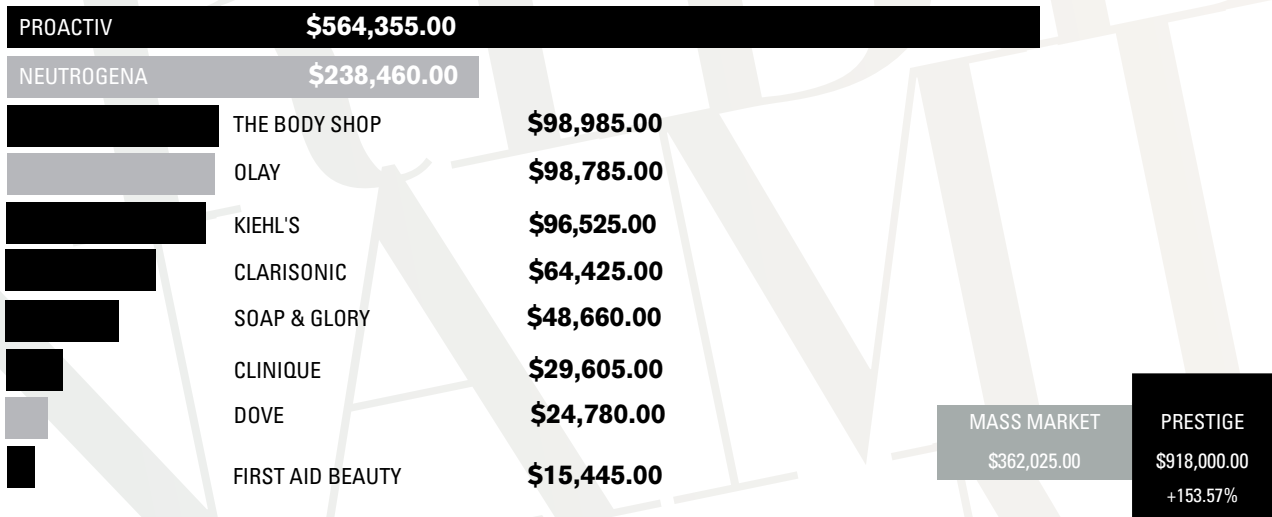 PROACTIV $564,355.00
NEUTROGENA $238,460.00
THE BODY SHOP $98,985.00
OLAY $98,785.00
KIEHL'S $96,525.00
CLARISONIC $64,425.00
SOAP & GLORY $48,660.00
CLINIQUE $29,605.00
DOVE $24,780.00
FIRST AID BEAUTY $15,445.00
MASS MARKET
$362,025.00
PRESTIGE
$918,000.00
+153.57%